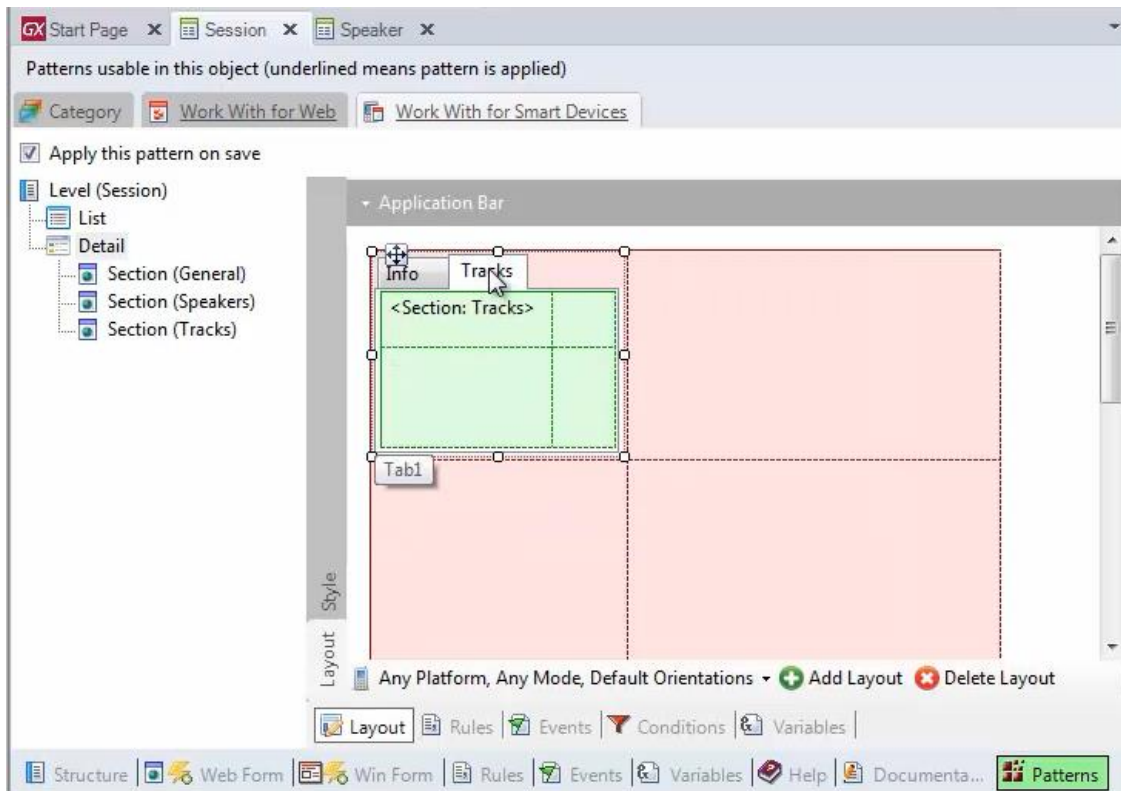 GX Start Page X Session X Speaker X
Patterns usable in this object (underlined means pattern is applied)
Category Work With for Web Work With for Smart Devices
Apply this pattern on save
Level (Session)
List
Detail
Section (General)
Section (Speakers)
Section (Tracks)
Application Bar
Info Tracks
<Section: Tracks>
Tab1
Style
Layout
Any Platform, Any Mode, Default Orientations Add Layout Delete Layout
Layout Rules Events Conditions Variables
Structure Web Form Win Form Rules Events Variables Help Documenta... Patterns